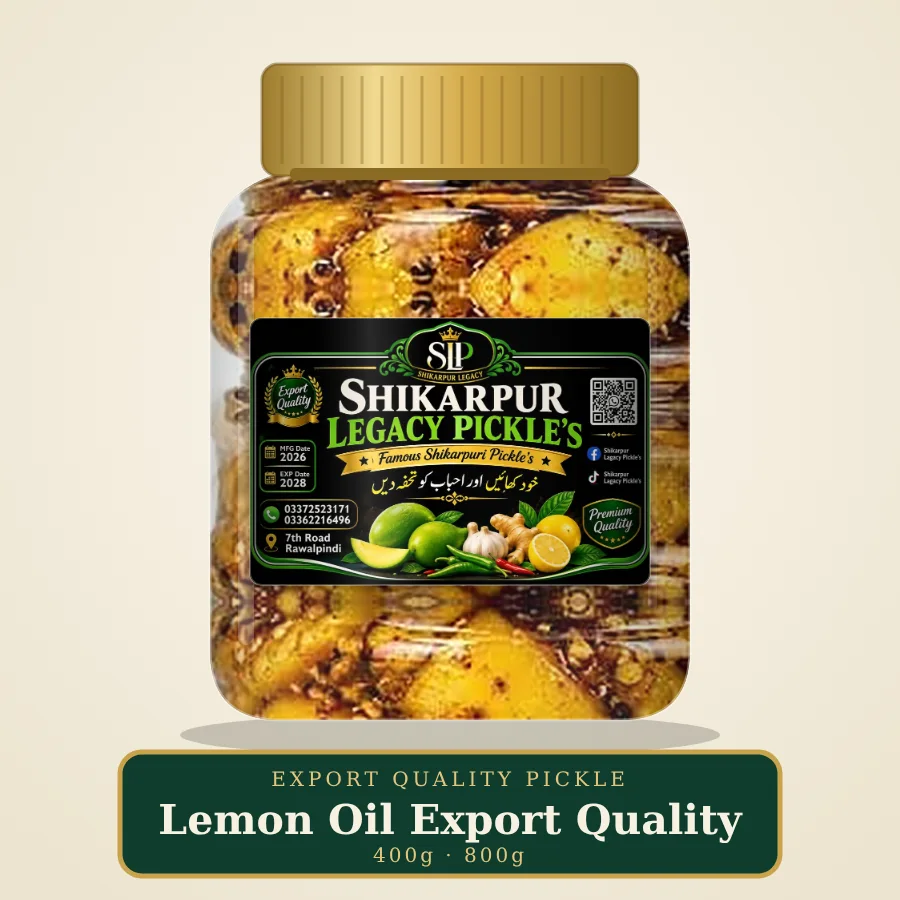 SLP
SHIKARPUR LEGACY
Export
Quality
SHIKARPUR
LEGACY PICKLE'S
Famous Shikarpuri Pickle's
خود کھائیں اور احباب کو تحفہ دیں
MFG Date
2026
EXP Date
2028
03372523171
03362216496
7th Road
Rawalpindi
Shikarpur
Legacy Pickle's
Shikarpur
Legacy Pickle's
Premium
Quality
EXPORT QUALITY PICKLE
Lemon Oil Export Quality
400g · 800g